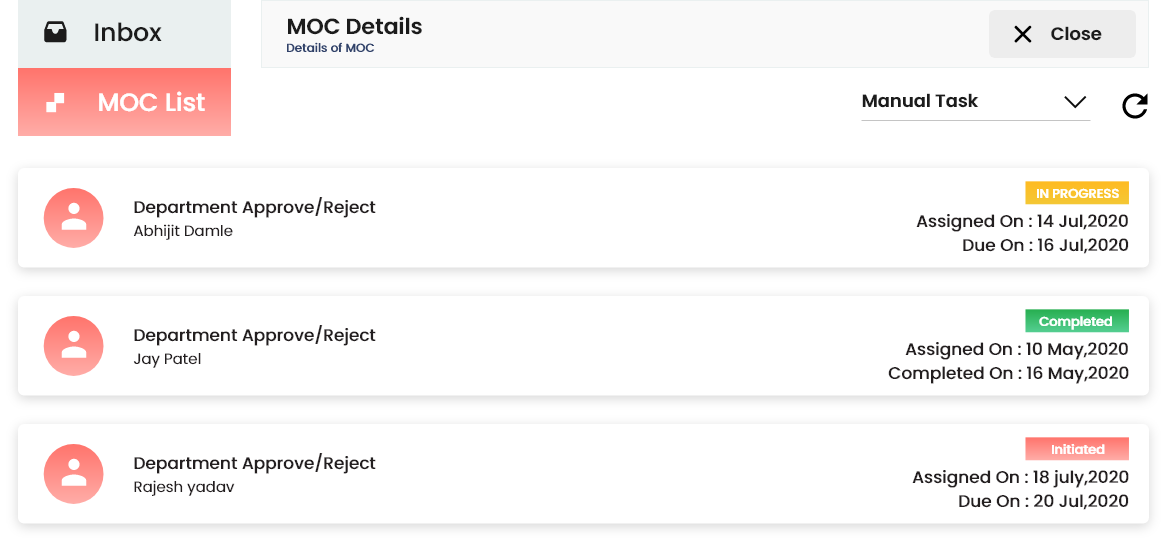 Inbox
MOC List
MOC Details
Details of MOC
Close
Manual Task
Department Approve/Reject
Abhijit Damle
IN PROGRESS
Assigned On : 14 Jul,2020
Due On : 16 Jul,2020
Department Approve/Reject
Jay Patel
Completed
Assigned On : 10 May,2020
Completed On : 16 May,2020
Department Approve/Reject
Rajesh yadav
Initiated
Assigned On : 18 july,2020
Due On : 20 Jul,2020